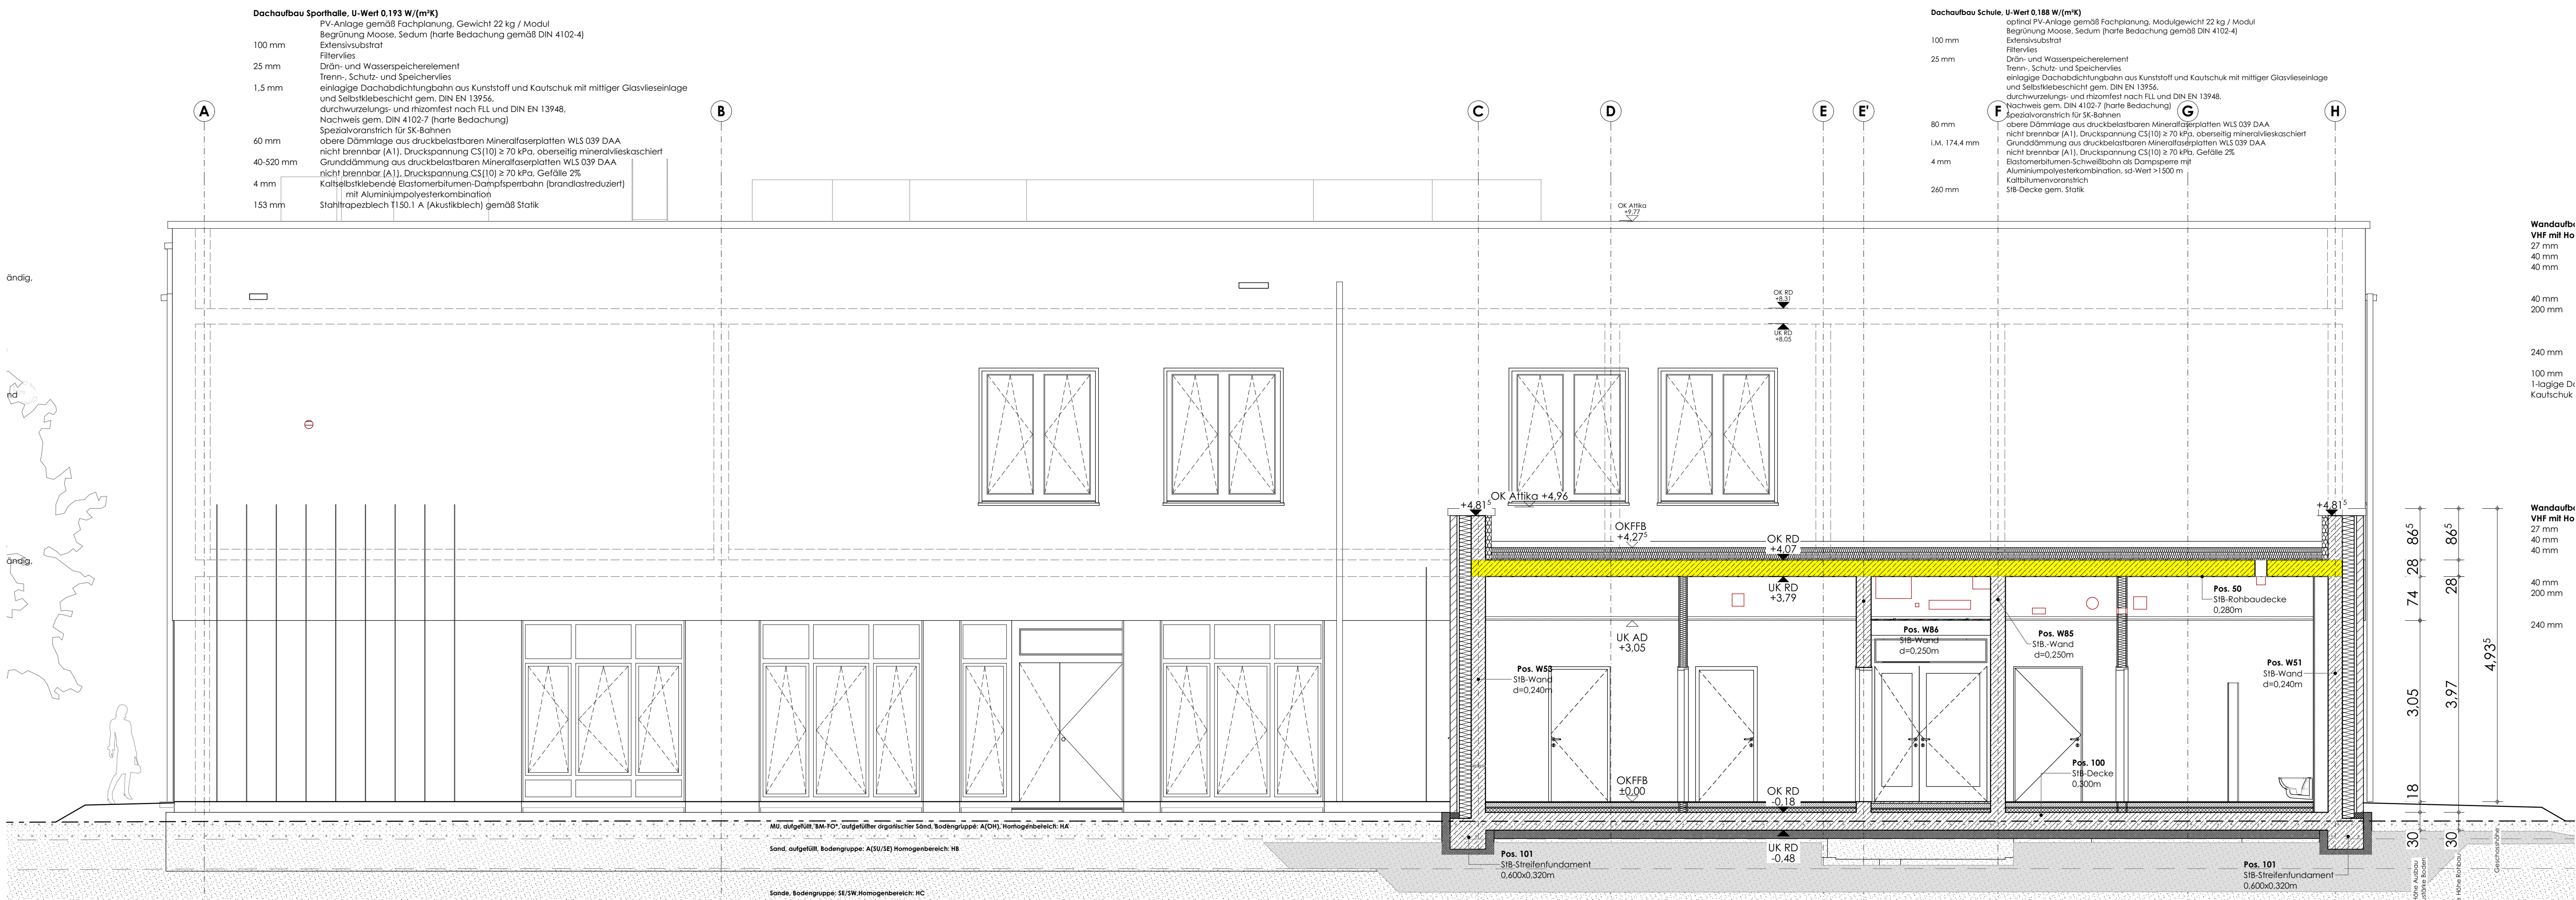 Dachaufbau Sporthalle, U-Wert 0,193 W/(m²K)
PV-Anlage gemäß Fachplanung, Gewicht 22 kg / Modul
Begrünung Moose, Sedum (harte Bedachung gemäß DIN 4102-4)
100 mm Extensivsubstrat
Filtervlies
25 mm Drän- und Wasserspeicherelement
Trenn-, Schutz- und Speichervlies
1,5 mm einlagige Dachabdichtungbahn aus Kunststoff und Kautschuk mit mittiger Glasvlieseinlage
und Selbstklebeschicht gem. DIN EN 13956,
durchwurzelungs- und rhizomfest nach FLL und DIN EN 13948,
Nachweis gem. DIN 4102-7 (harte Bedachung)
Spezialvoranstrich für SK-Bahnen
60 mm obere Dämmlage aus druckbelastbaren Mineralfaserplatten WLS 039 DAA
nicht brennbar (A1), Druckspannung CS(10) ≥ 70 kPa, oberseitig mineralvlieskaschiert
40-520 mm Grunddämmung aus druckbelastbaren Mineralfaserplatten WLS 039 DAA
nicht brennbar (A1), Druckspannung CS(10) ≥ 70 kPa, Gefälle 2%
4 mm Kaltselbstklebende Elastomerbitumen-Dampfsperrbahn (brandlastreduziert)
mit Aluminiumpolyesterkombination
153 mm Stahltrapezblech T150.1 A (Akustikblech) gemäß Statik
Dachaufbau Schule, U-Wert 0,188 W/(m²K)
optinal PV-Anlage gemäß Fachplanung, Modulgewicht 22 kg / Modul
Begrünung Moose, Sedum (harte Bedachung gemäß DIN 4102-4)
100 mm Extensivsubstrat
Filtervlies
25 mm Drän- und Wasserspeicherelement
Trenn-, Schutz- und Speichervlies
einlagige Dachabdichtungbahn aus Kunststoff und Kautschuk mit mittiger Glasvlieseinlage
und Selbstklebeschicht gem. DIN EN 13956,
durchwurzelungs- und rhizomfest nach FLL und DIN EN 13948,
Nachweis gem. DIN 4102-7 (harte Bedachung)
Spezialvoranstrich für SK-Bahnen
80 mm obere Dämmlage aus druckbelastbaren Mineralfaserplatten WLS 039 DAA
nicht brennbar (A1), Druckspannung CS(10) ≥ 70 kPa, oberseitig mineralvlieskaschiert
i.M. 174,4 mm Grunddämmung aus druckbelastbaren Mineralfaserplatten WLS 039 DAA
nicht brennbar (A1), Druckspannung CS(10) ≥ 70 kPa, Gefälle 2%
4 mm Elastomerbitumen-Schweißbahn als Dampsperre mit
Aluminiumpolyesterkombination, sd-Wert >1500 m
Kaltbitumenvoranstrich
260 mm StB-Decke gem. Statik
A B C D E E' F G H
OK Attika
+9,77
Wandaufba
VHF mit Ho
27 mm
40 mm
40 mm
40 mm
200 mm
240 mm
100 mm
1-lagige Da
Kautschuk
ändig,
nd
ändig,
OK RD
+8,31
UK RD
+8,05
+4,81⁵
OK Attika +4,96
OKFFB
+4,27⁵
OK RD
+4,07
UK RD
+3,79
UK AD
+3,05
+4,81⁵
Pos. 50
StB-Rohbaudecke
0,280m
Pos. W86
StB-Wand
d=0,250m
Pos. W85
StB.-Wand
d=0,250m
Pos. W53
StB-Wand
d=0,240m
Pos. W51
StB-Wand
d=0,240m
OKFFB
±0,00
OK RD
-0,18
UK RD
-0,48
Pos. 100
StB-Decke
0,300m
Pos. 101
StB-Streifenfundament
0,600x0,320m
Pos. 101
StB-Streifenfundament
0,600x0,320m
MU, aufgefüllt, BM-F0*, aufgefüllter organischer Sand, Bodengruppe: A(OH), Homogenbereich: HA
Sand, aufgefüllt, Bodengruppe: A(SU/SE) Homogenbereich: HB
Sande, Bodengruppe: SE/SW,Homogenbereich: HC
86⁵
28
74
3,05
18
30
86⁵
28
3,97
30
4,93⁵
Geschosshöhe
Höhe Rohbau
Höhe Ausbau
stärke Boden
Wandaufba
VHF mit Ho
27 mm
40 mm
40 mm
40 mm
200 mm
240 mm